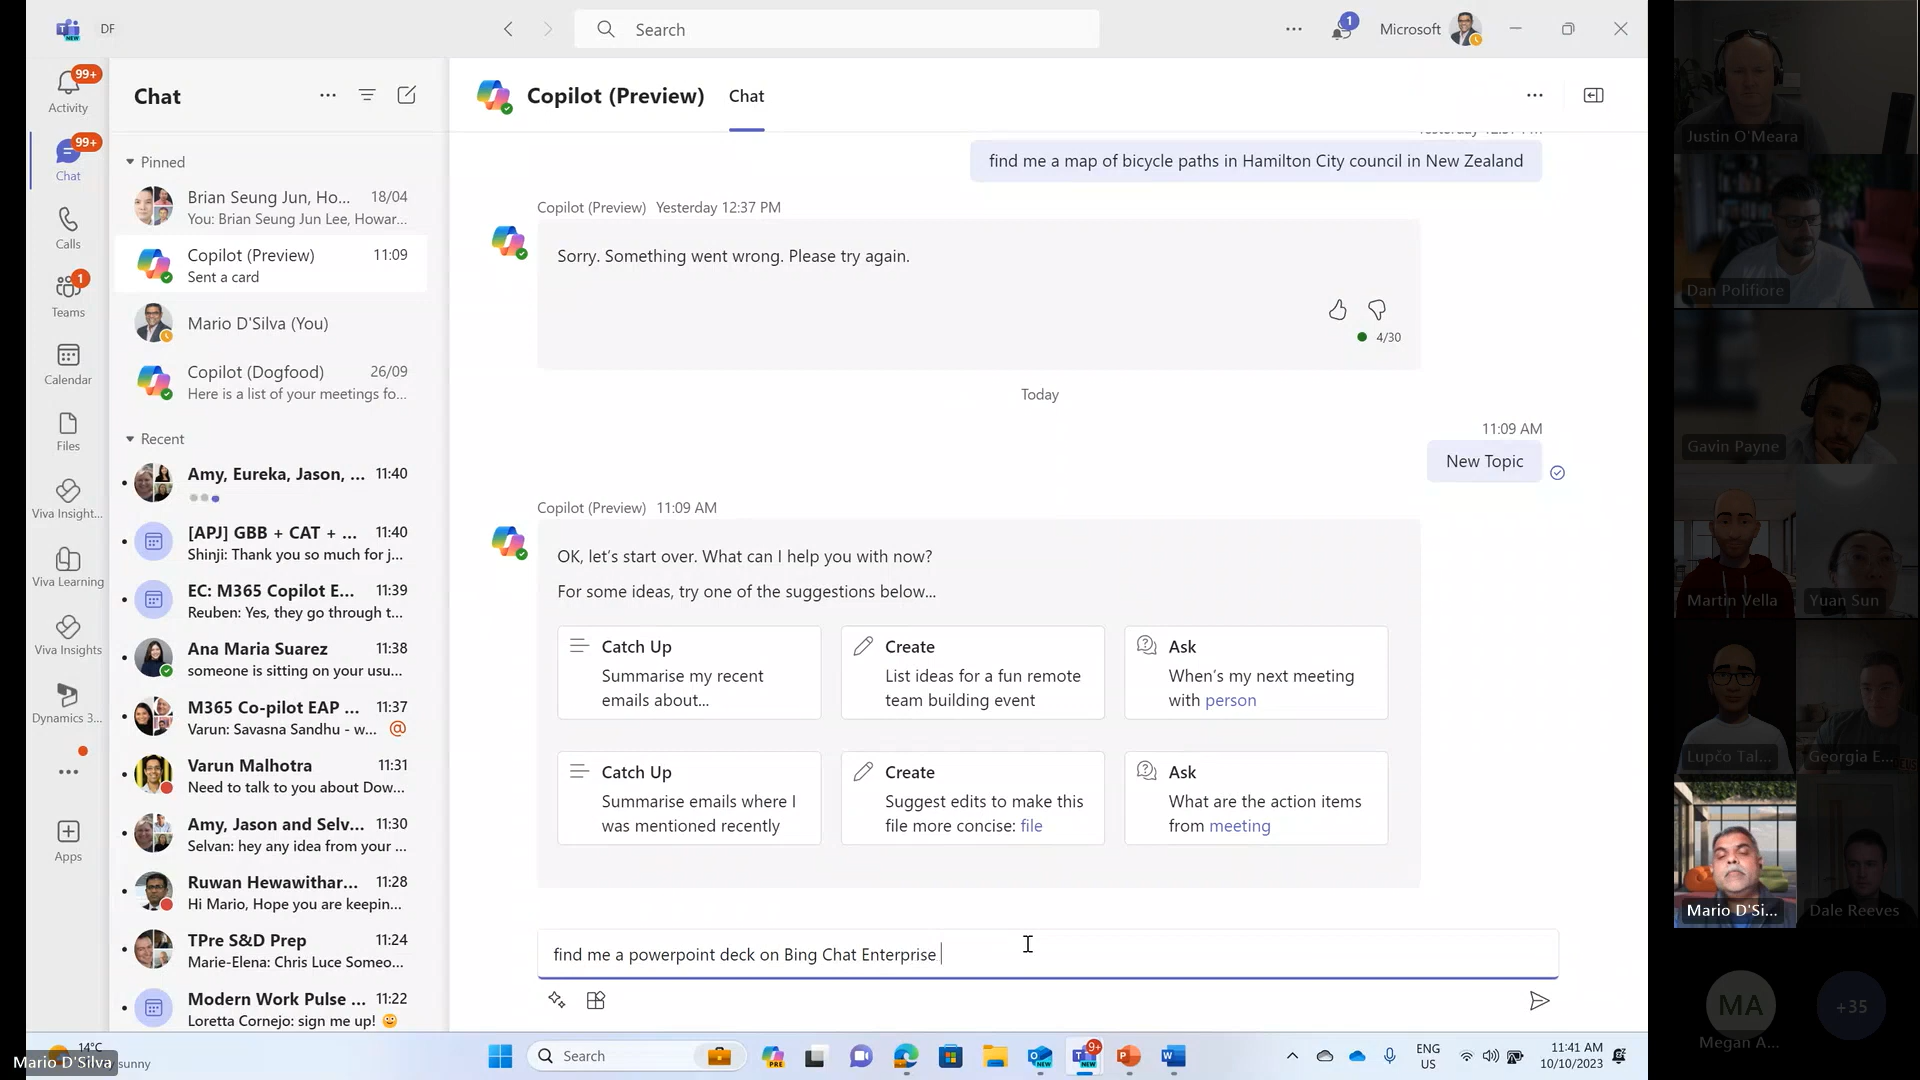 NEW
DF
Search
1
Microsoft
99+
Activity
99+
Chat
Calls
1
Teams
Calendar
Files
Viva Insight...
Viva Learning
Viva Insights
Dynamics 3...
Apps
Chat
Pinned
Brian Seung Jun, Ho... 18/04
You: Brian Seung Jun Lee, Howar...
Copilot (Preview) 11:09
Sent a card
Mario D'Silva (You)
Copilot (Dogfood) 26/09
Here is a list of your meetings fo...
Recent
Amy, Eureka, Jason, ... 11:40
[APJ] GBB + CAT + ... 11:40
Shinji: Thank you so much for j...
EC: M365 Copilot E... 11:39
Reuben: Yes, they go through t...
Ana Maria Suarez 11:38
someone is sitting on your usu...
M365 Co-pilot EAP ... 11:37
Varun: Savasna Sandhu - w... @
Varun Malhotra 11:31
Need to talk to you about Dow...
Amy, Jason and Selv... 11:30
Selvan: hey any idea from your ...
Ruwan Hewawithar... 11:28
Hi Mario, Hope you are keepin...
TPre S&D Prep 11:24
Marie-Elena: Chris Luce Someo...
Modern Work Pulse ... 11:22
Loretta Cornejo: sign me up! 🙂
Copilot (Preview) Chat
Yesterday 12:37 PM
find me a map of bicycle paths in Hamilton City council in New Zealand
Copilot (Preview) Yesterday 12:37 PM
Sorry. Something went wrong. Please try again.
4/30
Today
11:09 AM
New Topic
Copilot (Preview) 11:09 AM
OK, let's start over. What can I help you with now?
For some ideas, try one of the suggestions below...
Catch Up
Summarise my recent
emails about...
Create
List ideas for a fun remote
team building event
Ask
When's my next meeting
with person
Catch Up
Summarise emails where I
was mentioned recently
Create
Suggest edits to make this
file more concise: file
Ask
What are the action items
from meeting
find me a powerpoint deck on Bing Chat Enterprise
Justin O'Meara
Dan Polifiore
Gavin Payne
Martin Vella
Yuan Sun
Lupčo Tal...
Georgia E...
Mario D'Si...
Dale Reeves
MA
Megan A...
+35
14°C
sunny
Mario D'Silva
Search
PRE
NEW
9+
NEW
ENG
US
11:41 AM
10/10/2023